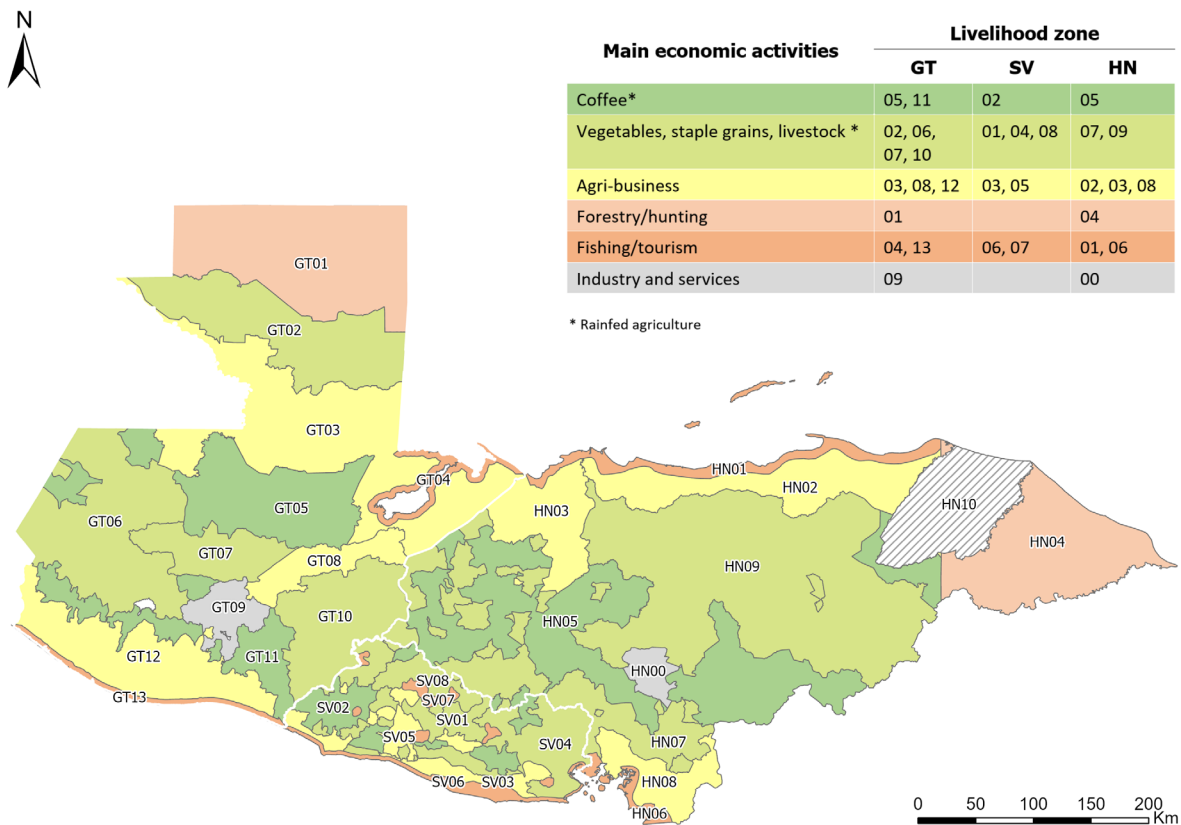 N
Main economic activities
Livelihood zone
GT SV HN
Coffee* 05, 11 02 05
Vegetables, staple grains, livestock * 02, 06, 01, 04, 08 07, 09
07, 10
Agri-business 03, 08, 12 03, 05 02, 03, 08
Forestry/hunting 01 04
Fishing/tourism 04, 13 06, 07 01, 06
Industry and services 09 00
* Rainfed agriculture
GT01
GT02
GT03
GT04
HN01
HN02
GT05
HN03
HN10
GT06
HN04
GT07
GT08
HN09
GT09
GT10
HN05
GT11
GT12
HN00
SV08
GT13
SV07
SV02
SV01
SV05
SV04
HN07
SV06
SV03
HN08
HN06
0 50 100 150 200
Km